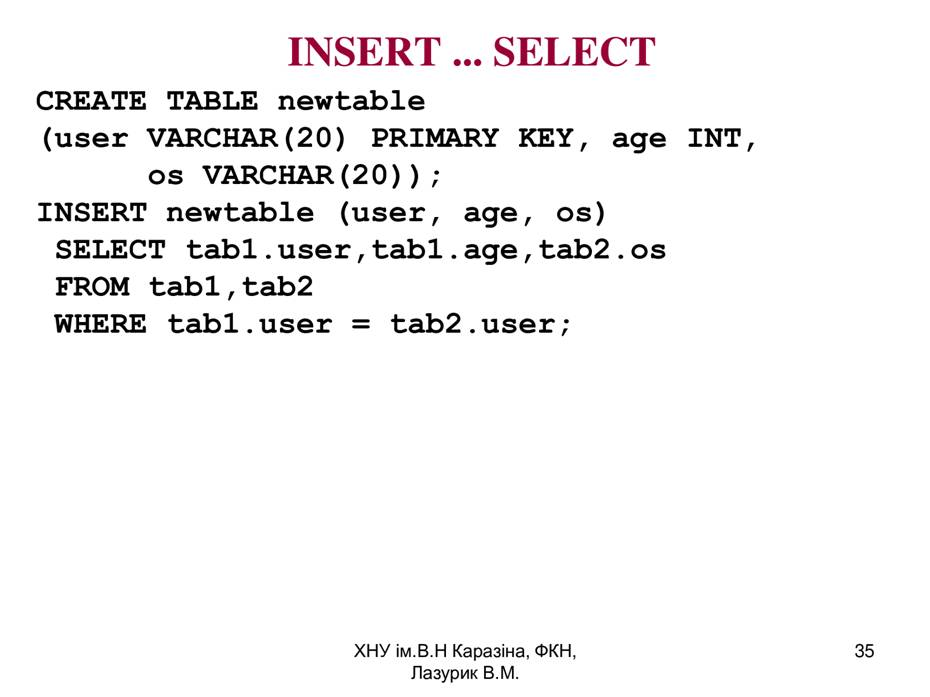 INSERT ... SELECT
CREATE TABLE newtable
(user VARCHAR(20) PRIMARY KEY, age INT,
os VARCHAR(20));
INSERT newtable (user, age, os)
SELECT tab1.user,tab1.age,tab2.os
FROM tab1,tab2
WHERE tab1.user = tab2.user;
ХНУ ім.В.Н Каразіна, ФКН,
Лазурик В.М.
35